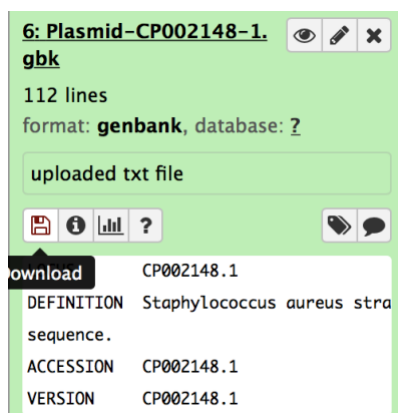 6: Plasmid-CP002148-1.
gbk
112 lines
format: genbank, database: ?
uploaded txt file
?
Download
CP002148.1
DEFINITION Staphylococcus aureus stra
sequence.
ACCESSION CP002148.1
VERSION CP002148.1